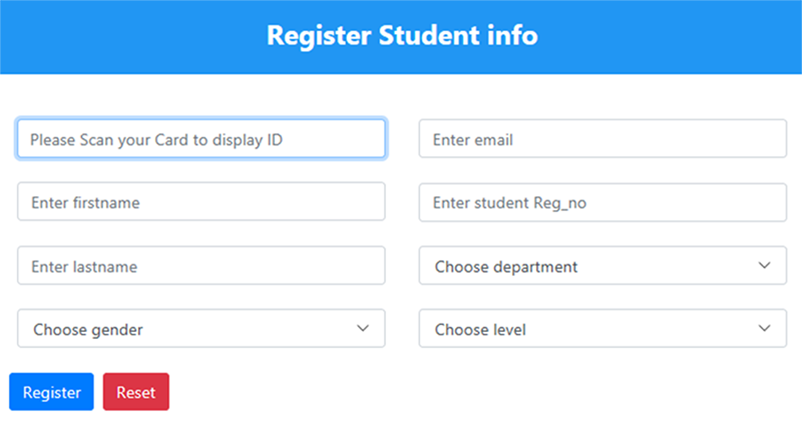 Register Student info
Please Scan your Card to display ID
Enter email
Enter firstname
Enter student Reg_no
Enter lastname
Choose department
Choose gender
Choose level
Register
Reset